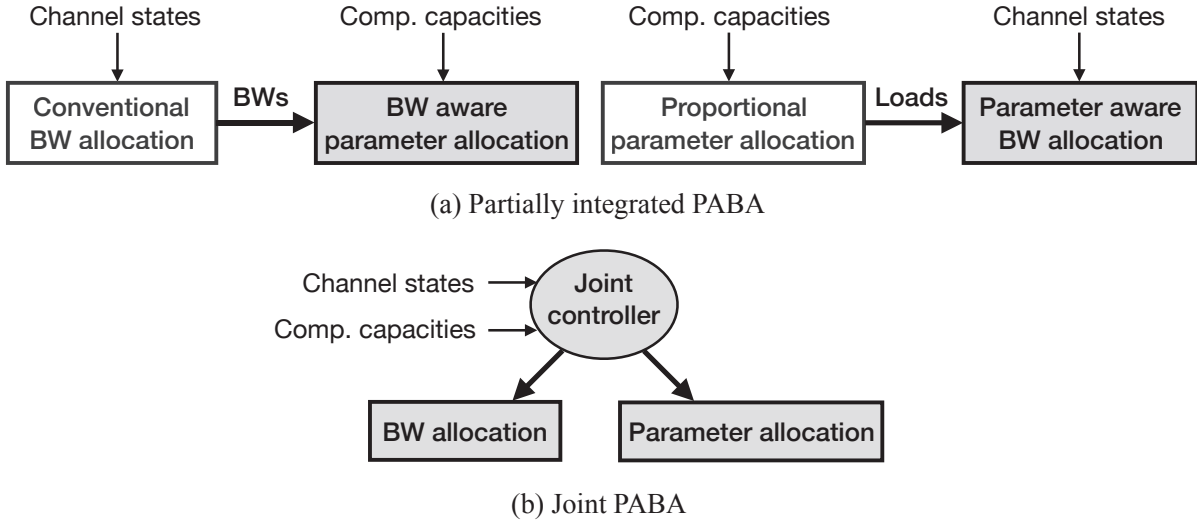 Channel states
Comp. capacities
Comp. capacities
Channel states
Conventional
BW allocation
BWs
BW aware
parameter allocation
Proportional
parameter allocation
Loads
Parameter aware
BW allocation
(a) Partially integrated PABA
Channel states
Comp. capacities
Joint
controller
BW allocation
Parameter allocation
(b) Joint PABA